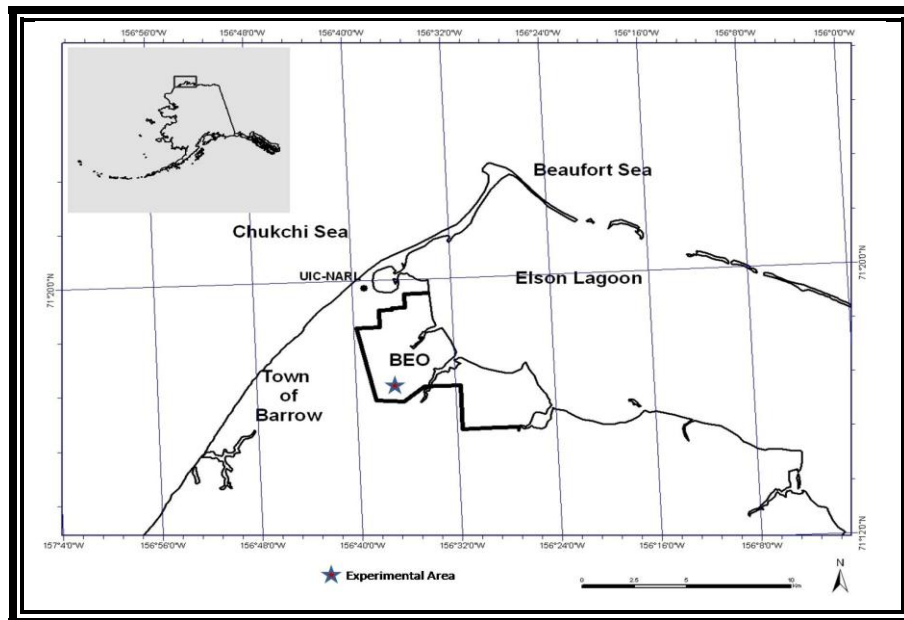 156°56'0"W 156°48'0"W 156°40'0"W 156°32'0"W 156°24'0"W 156°16'0"W 156°8'0"W 156°0'0"W
Beaufort Sea
Chukchi Sea
UIC-NARL
Elson Lagoon
71°20'0"N
71°20'0"N
BEO
Town
of
Barrow
71°12'0"N
157°4'0"W 156°56'0"W 156°48'0"W 156°40'0"W 156°32'0"W 156°24'0"W 156°16'0"W 156°8'0"W
Experimental Area
0 2.5 5 10
N